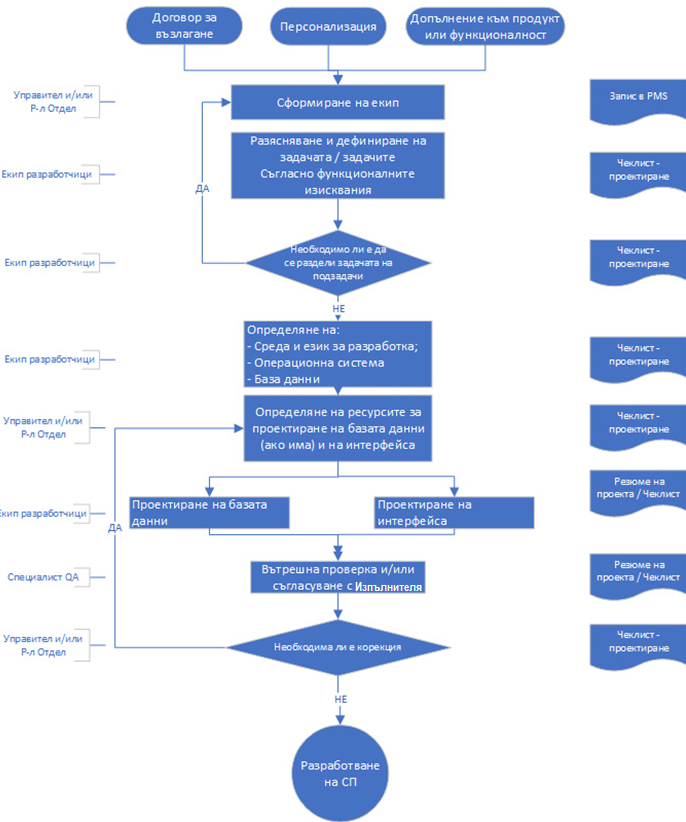 Договор за
възлагане
Персонализация
Допълнение към продукт
или функционалност
Управител и/или
Р-л Отдел
Сформиране на екип
Запис в PMS
Екип разработчици
Разясняване и дефиниране на
задачата / задачите
Съгласно функционалните
изисквания
Чеклист -
проектиране
ДА
Екип разработчици
Необходимо ли е да
се раздели задачата на
подзадачи
Чеклист -
проектиране
НЕ
Екип разработчици
Определяне на:
- Среда и език за разработка;
- Операционна система
- База данни
Чеклист -
проектиране
Управител и/или
Р-л Отдел
Определяне на ресурсите за
проектиране на базата данни
(ако има) и на интерфейса
Чеклист -
проектиране
Екип разработчици
ДА
Проектиране на базата
данни
Проектиране на
интерфейса
Резюме на
проекта / Чеклист
Специалист QA
Вътрешна проверка и/или
съгласуване с Изпълнителя
Резюме на
проекта / Чеклист
Управител и/или
Р-л Отдел
Необходима ли е корекция
Чеклист -
проектиране
НЕ
Разработване
на СП